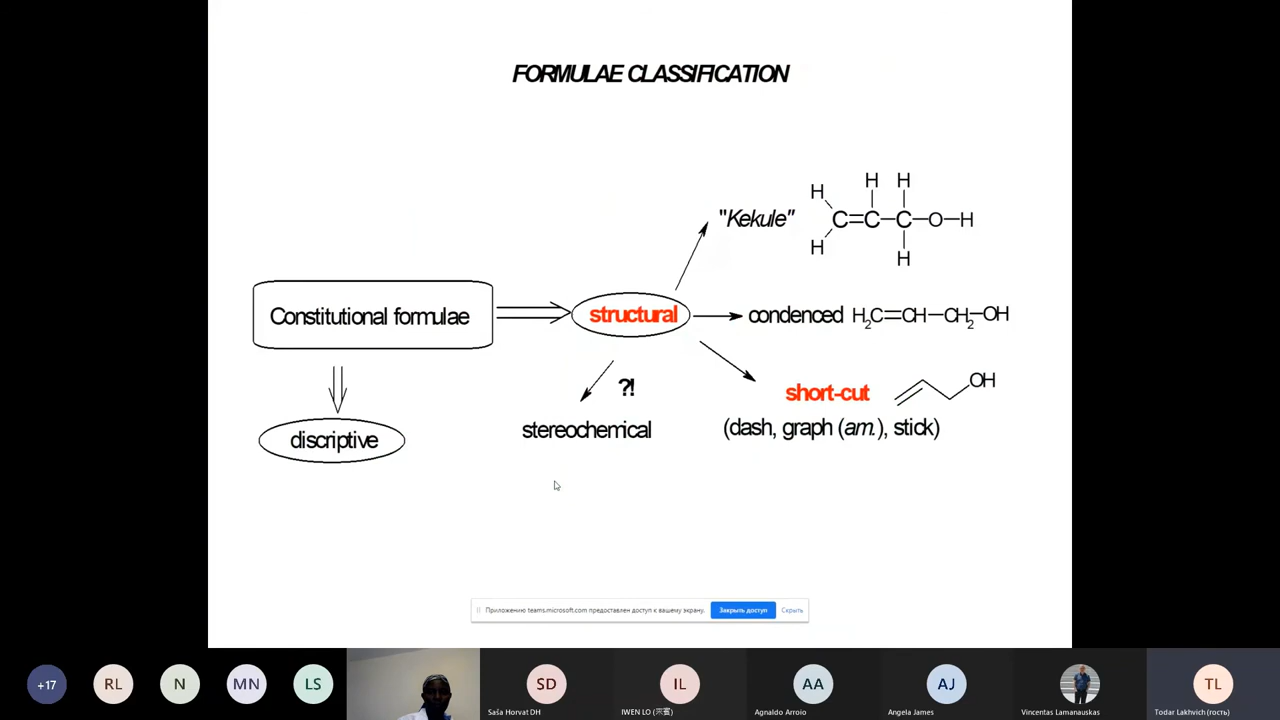 FORMULAE CLASSIFICATION
"Kekule"
H H H
H
C=C-C-O-H
H
H
Constitutional formulae
structural
condenced H2C=CH-CH2-OH
?!
short-cut
OH
discriptive
stereochemical
(dash, graph (am.), stick)
Приложению teams.microsoft.com предоставлен доступ к вашему экрану.
Закрыть доступ
Скрыть
+17
RL
N
MN
LS
SD
IL
AA
AJ
TL
Saša Horvat DH
Agnaldo Arroio
Angela James
Vincentas Lamanauskas
Todar Lakhvich (гость)
IWEN LO